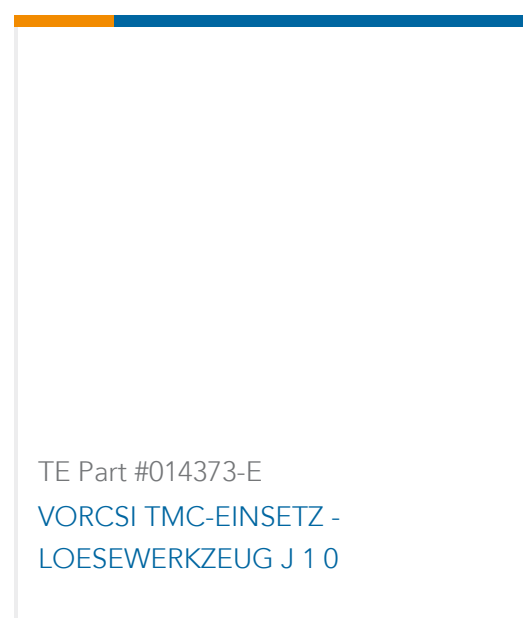 TE Part #014373-E
VORCSI TMC-EINSETZ -
LOESEWERKZEUG J 1 0